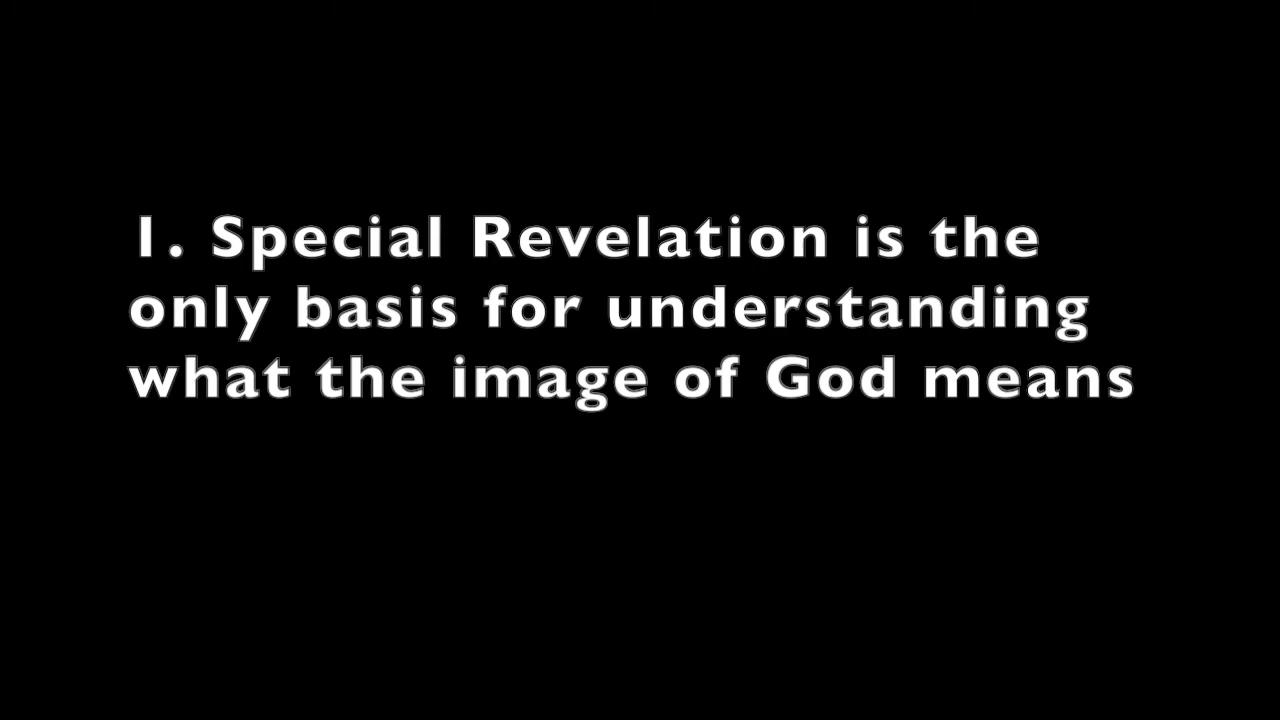 1. Special Revelation is the
only basis for understanding
what the image of God means